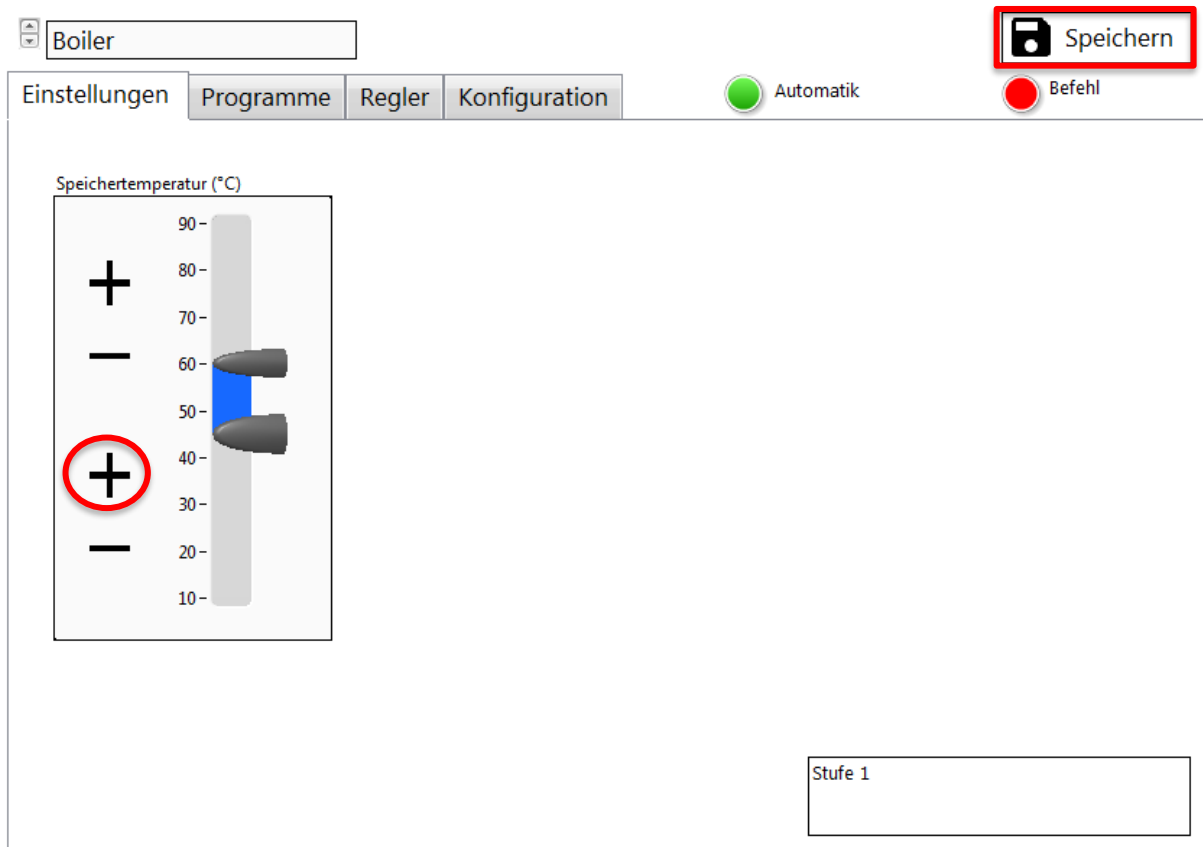 Boiler
Speichern
Einstellungen
Programme
Regler
Konfiguration
Automatik
Befehl
Speichertemperatur (°C)
90
80
70
60
50
40
30
20
10
+
−
+
−
Stufe 1